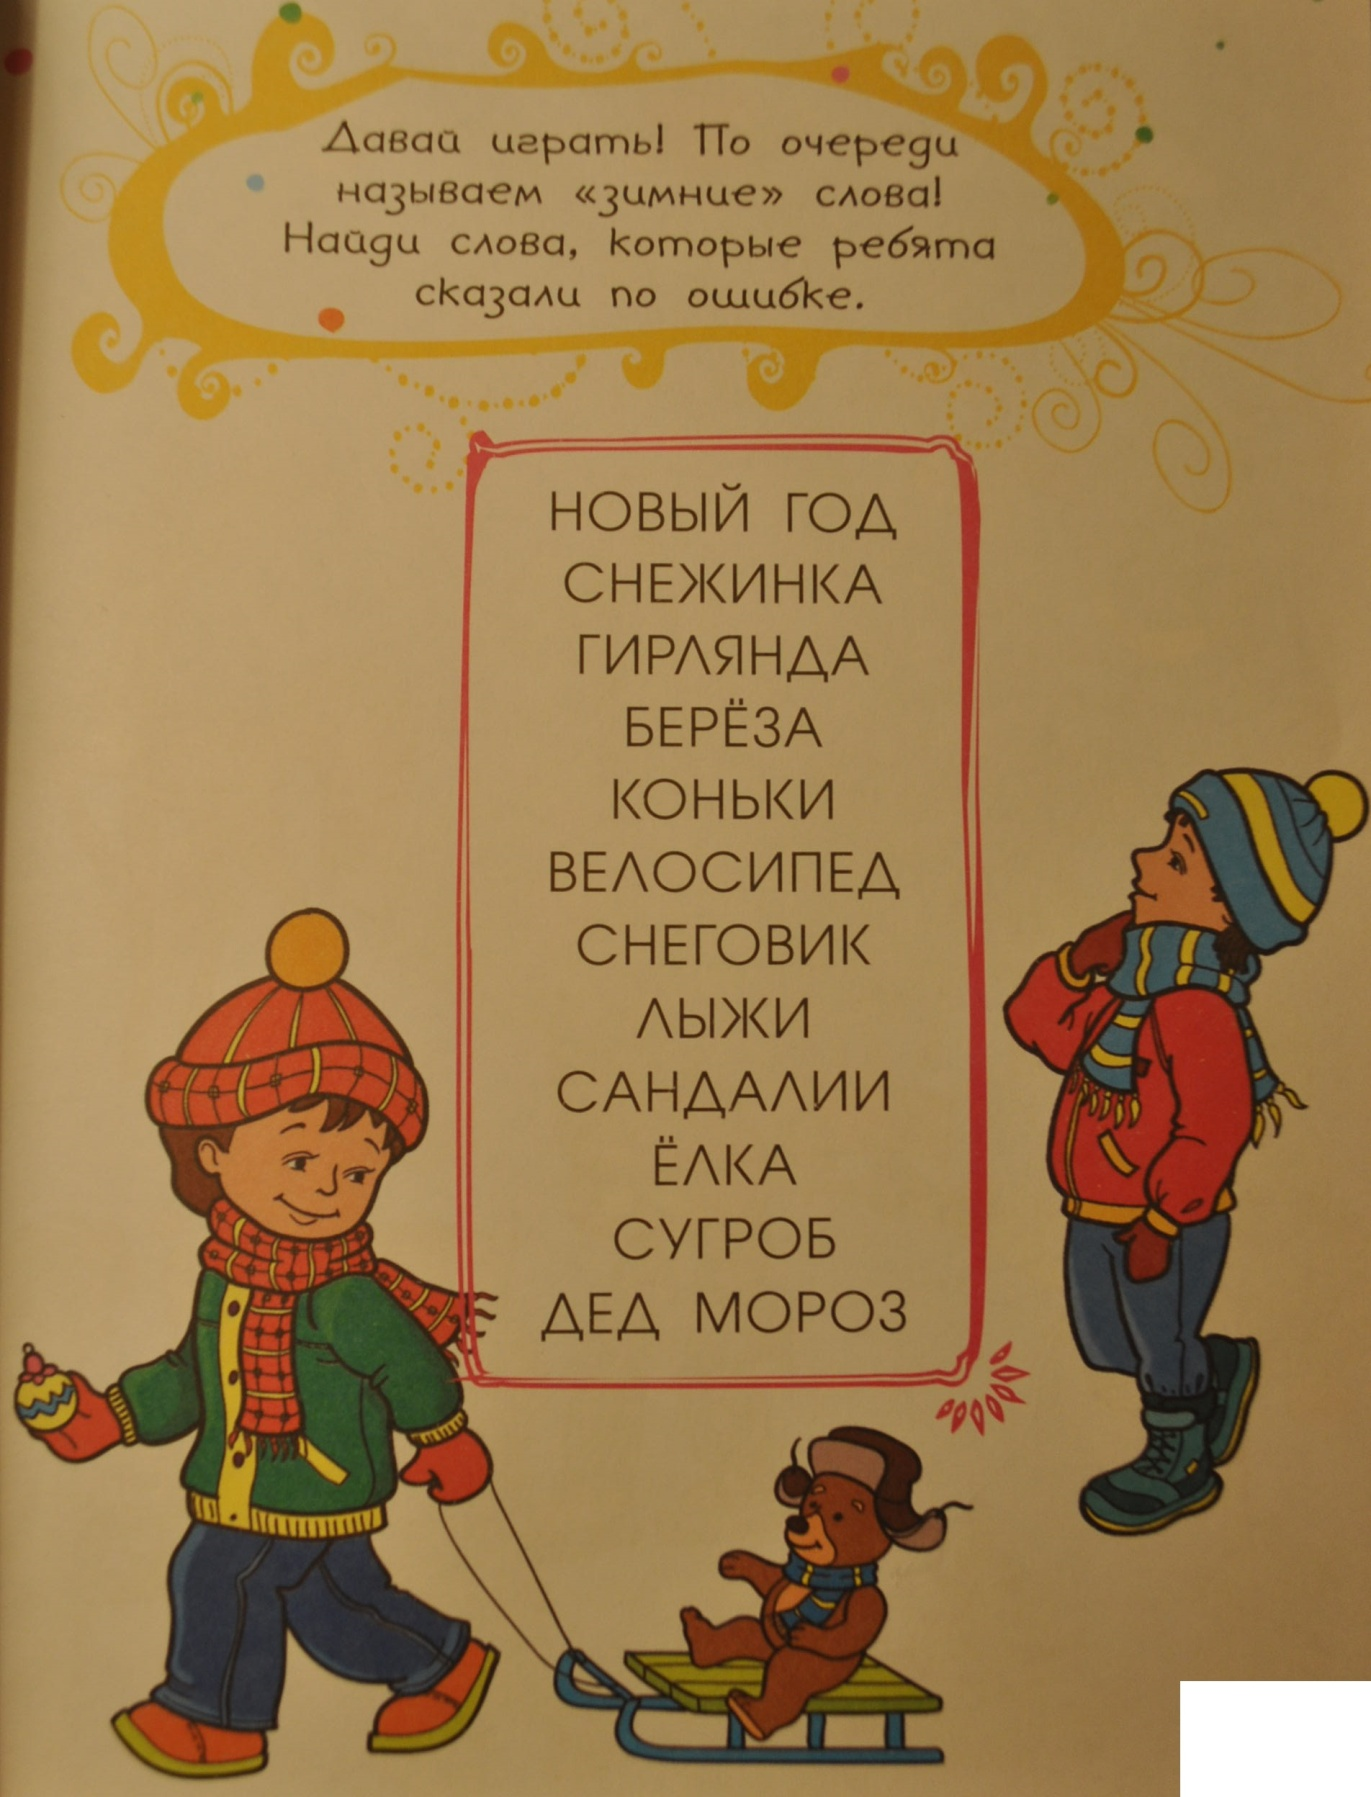 Давай играть! По очереди
называем «зимние» слова!
Найди слова, которые ребята
сказали по ошибке.
НОВЫЙ ГОД
СНЕЖИНКА
ГИРЛЯНДА
БЕРЁЗА
КОНЬКИ
ВЕЛОСИПЕД
СНЕГОВИК
ЛЫЖИ
САНДАЛИИ
ЁЛКА
СУГРОБ
ДЕД МОРОЗ